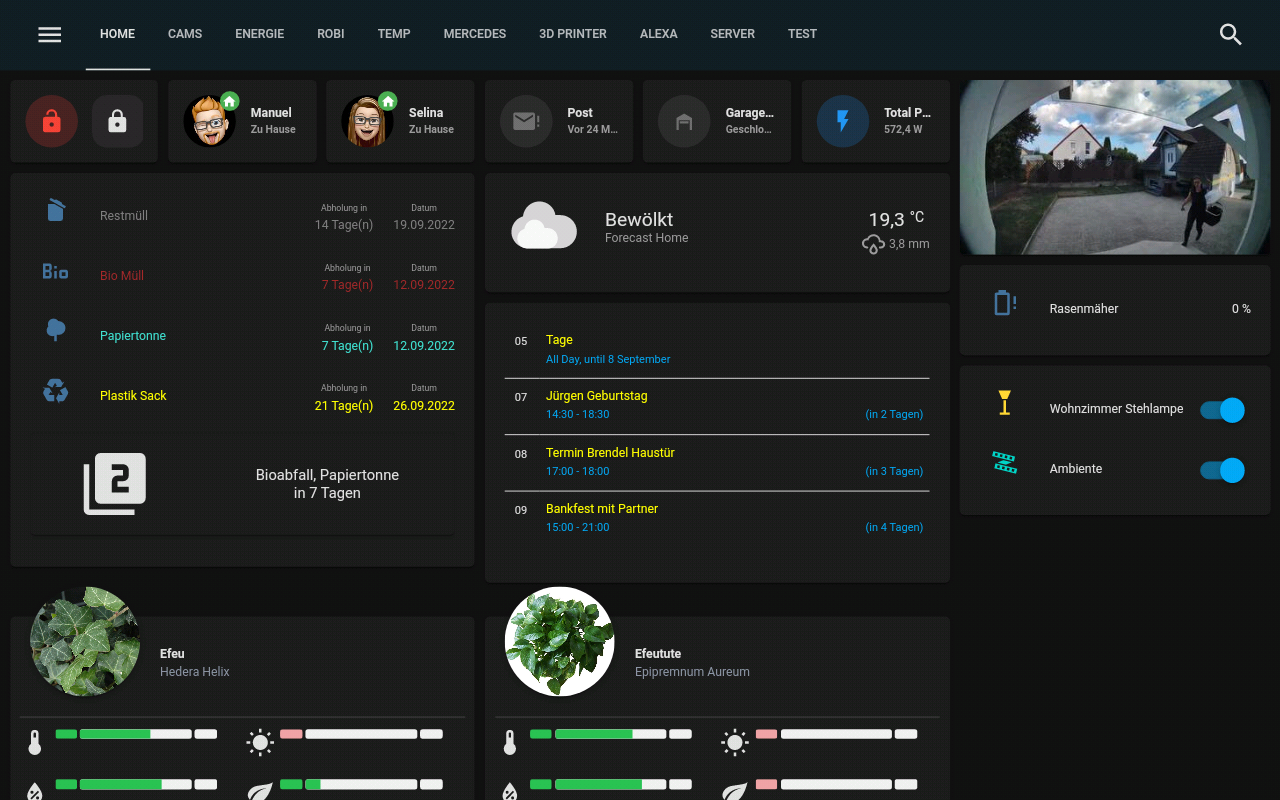 HOME CAMS ENERGIE ROBI TEMP MERCEDES 3D PRINTER ALEXA SERVER TEST
Manuel
Zu Hause
Selina
Zu Hause
Post
Vor 24 M...
Garage...
Geschlo...
Total P...
572,4 W
Restmüll
Abholung in
14 Tage(n)
Datum
19.09.2022
Bio
Bio Müll
Abholung in
7 Tage(n)
Datum
12.09.2022
Papiertonne
Abholung in
7 Tage(n)
Datum
12.09.2022
Plastik Sack
Abholung in
21 Tage(n)
Datum
26.09.2022
2
Bioabfall, Papiertonne
in 7 Tagen
Bewölkt
Forecast Home
19,3 °C
3,8 mm
05 Tage
All Day, until 8 September
07 Jürgen Geburtstag
14:30 - 18:30 (in 2 Tagen)
08 Termin Brendel Haustür
17:00 - 18:00 (in 3 Tagen)
09 Bankfest mit Partner
15:00 - 21:00 (in 4 Tagen)
Rasenmäher 0 %
Wohnzimmer Stehlampe
Ambiente
Efeu
Hedera Helix
Efeutute
Epipremnum Aureum